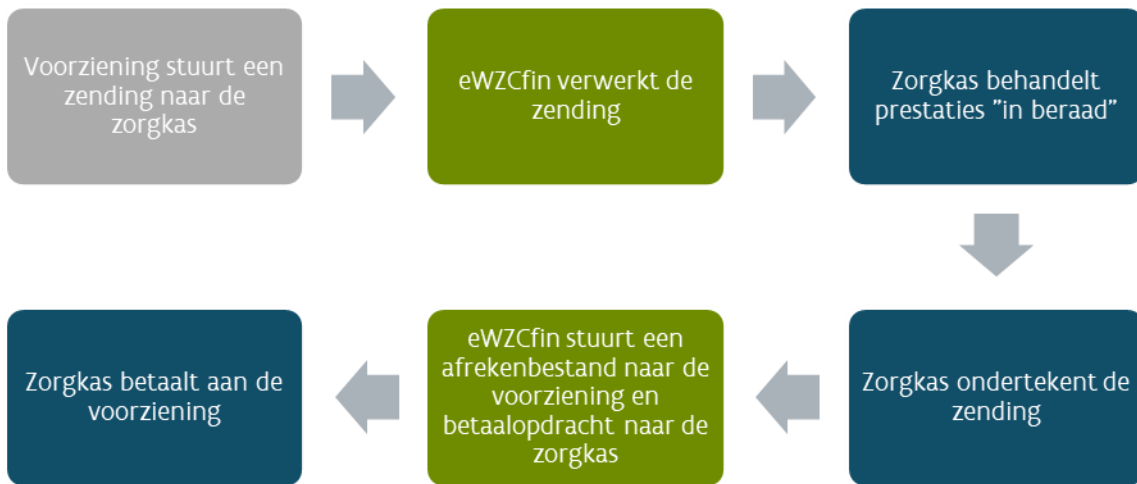 Voorziening stuurt een
zending naar de
zorgkas
eWZCfin verwerkt de
zending
Zorgkas behandelt
prestaties ”in beraad”
Zorgkas ondertekent de
zending
eWZCfin stuurt een
afrekenbestand naar de
voorziening en
betaalopdracht naar de
zorgkas
Zorgkas betaalt aan de
voorziening